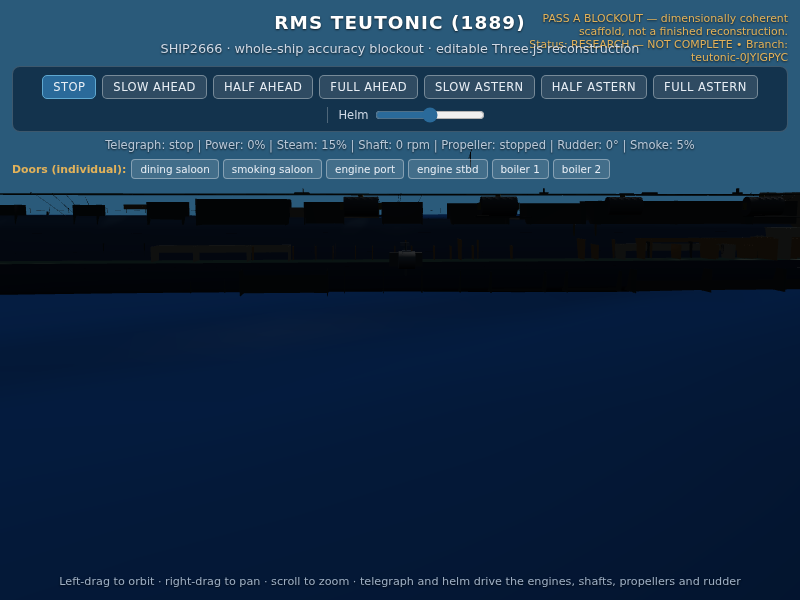 RMS TEUTONIC (1889)
PASS A BLOCKOUT — dimensionally coherent
scaffold, not a finished reconstruction.
Status: RESEARCH — NOT COMPLETE • Branch:
teutonic-0JYIGPYC
SHIP2666 · whole-ship accuracy blockout · editable Three.js reconstruction
STOP
SLOW AHEAD
HALF AHEAD
FULL AHEAD
SLOW ASTERN
HALF ASTERN
FULL ASTERN
Helm
Telegraph: stop | Power: 0% | Steam: 15% | Shaft: 0 rpm | Propeller: stopped | Rudder: 0° | Smoke: 5%
Doors (individual):
dining saloon
smoking saloon
engine port
engine stbd
boiler 1
boiler 2
Left-drag to orbit · right-drag to pan · scroll to zoom · telegraph and helm drive the engines, shafts, propellers and rudder